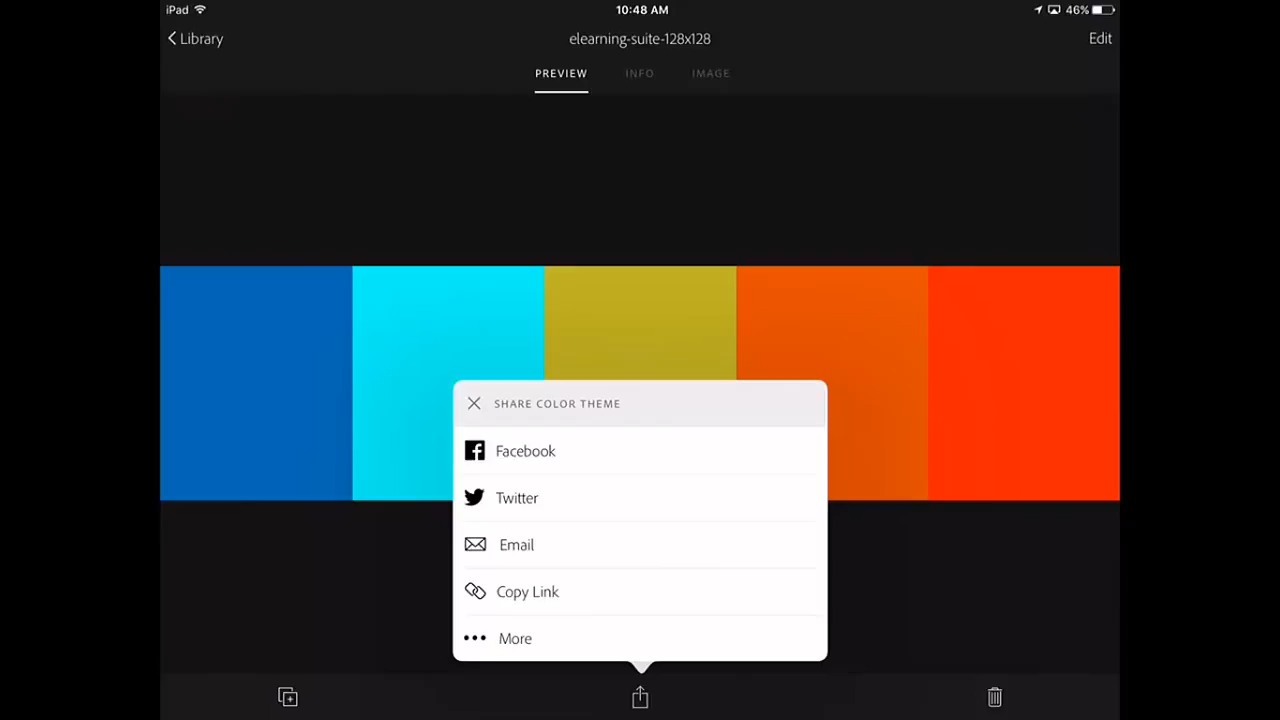 iPad 10:48 AM 46%
Library elearning-suite-128x128 Edit
PREVIEW INFO IMAGE
SHARE COLOR THEME
Facebook
Twitter
Email
Copy Link
More